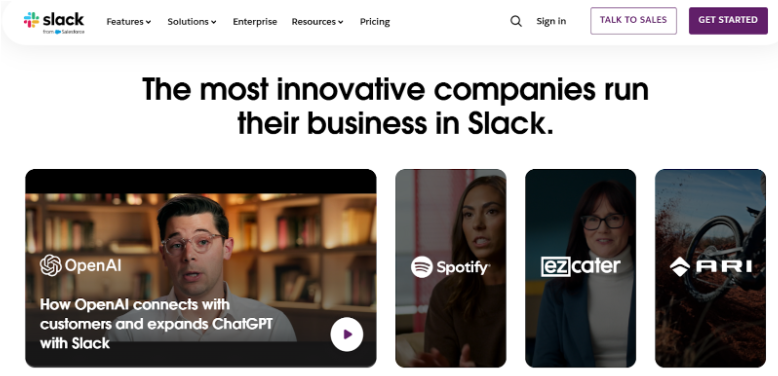 slack
from Salesforce
Features
Solutions
Enterprise
Resources
Pricing
Sign in
TALK TO SALES
GET STARTED
The most innovative companies run
their business in Slack.
OpenAI
How OpenAI connects with
customers and expands ChatGPT
with Slack
Spotify
ezcater
ARI